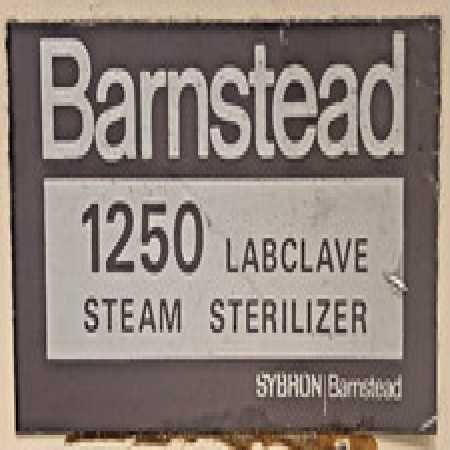 Barnstead
1250 LABCLAVE
STEAM STERILIZER
SYBRON Barnstead